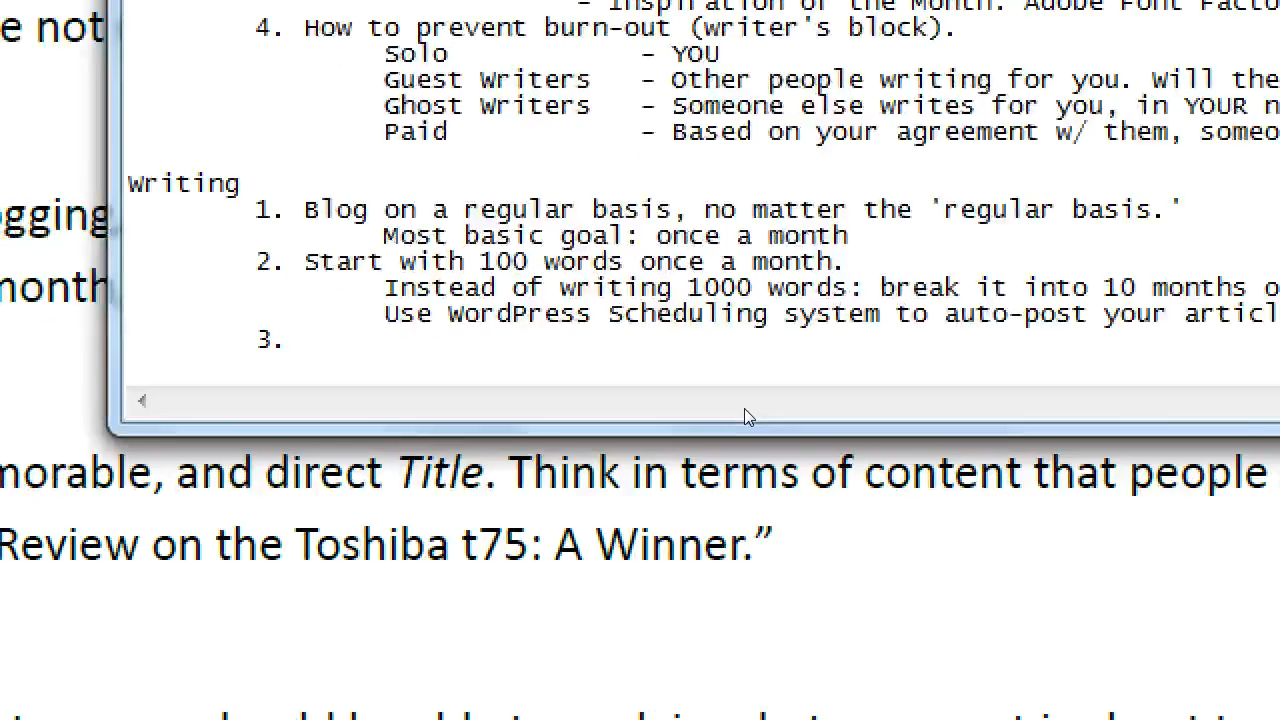 - Inspiration of the Month: Adobe Font
e not
4. How to prevent burn-out (writer's block).
Solo - YOU
Guest Writers - Other people writing for you. Will the
Ghost Writers - Someone else writes for you, in YOUR n
Paid - Based on your agreement w/ them, someo
Writing
ogging,
1. Blog on a regular basis, no matter the 'regular basis.'
Most basic goal: once a month
2. Start with 100 words once a month.
month
Instead of writing 1000 words: break it into 10 months o
Use WordPress Scheduling system to auto-post your articl
3.
morable, and direct Title. Think in terms of content that people
Review on the Toshiba t75: A Winner.”